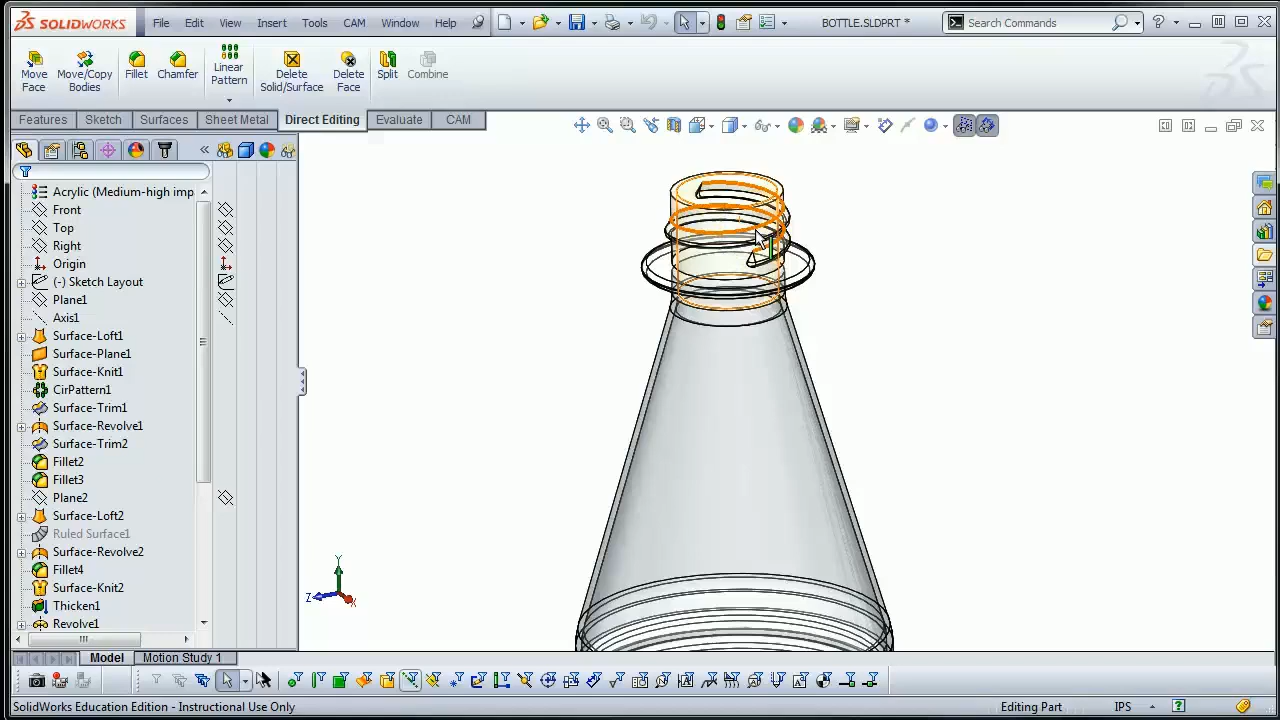 SOLIDWORKS File Edit View Insert Tools CAM Window Help BOTTLE.SLDPRT * Search Commands
Move Face Move/Copy Bodies Fillet Chamfer Linear Pattern Delete Solid/Surface Delete Face Split Combine
Features Sketch Surfaces Sheet Metal Direct Editing Evaluate CAM
Acrylic (Medium-high imp
Front
Top
Right
Origin
(-) Sketch Layout
Plane1
Axis1
Surface-Loft1
Surface-Plane1
Surface-Knit1
CirPattern1
Surface-Trim1
Surface-Revolve1
Surface-Trim2
Fillet2
Fillet3
Plane2
Surface-Loft2
Ruled Surface1
Surface-Revolve2
Fillet4
Surface-Knit2
Thicken1
Revolve1
Y
Z X
Model Motion Study 1
SolidWorks Education Edition - Instructional Use Only Editing Part IPS